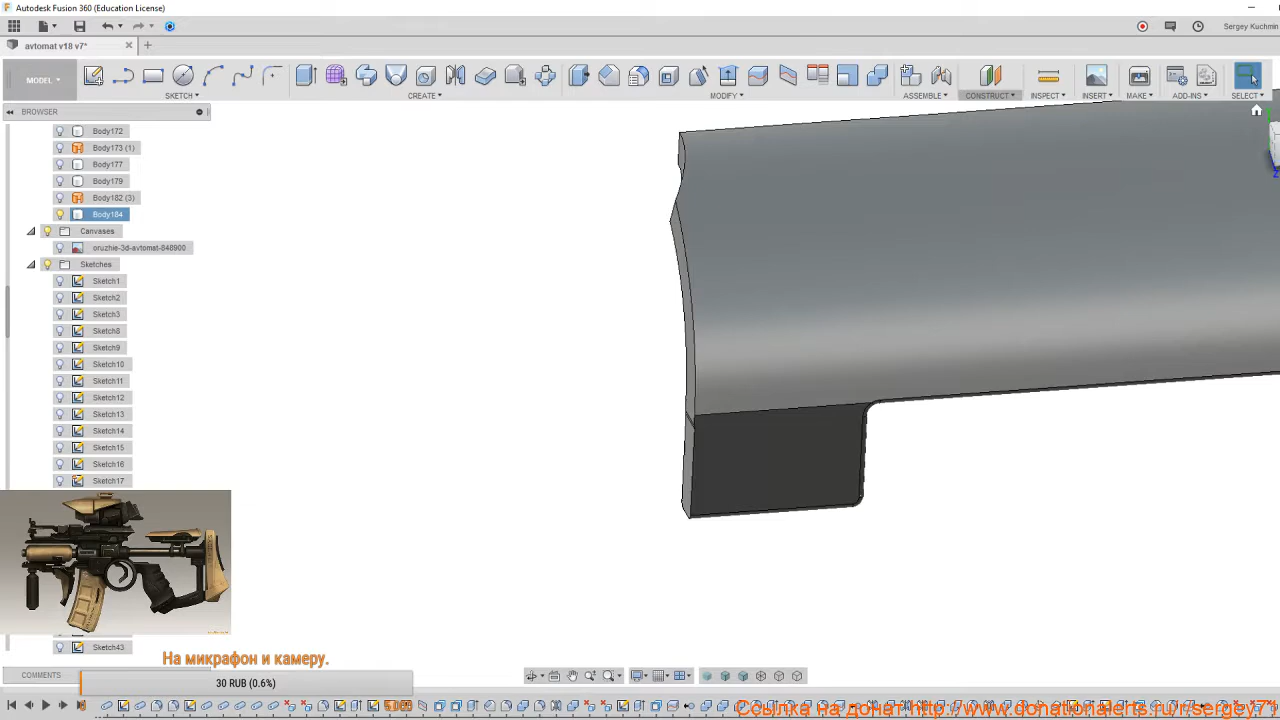 Autodesk Fusion 360 (Education License)
Sergey Kuchmin
avtomat v18 v7*
MODEL
SKETCH
CREATE
MODIFY
ASSEMBLE
CONSTRUCT
INSPECT
INSERT
MAKE
ADD-INS
SELECT
BROWSER
Body172
Body173 (1)
Body177
Body179
Body182 (3)
Body184
Canvases
oruzhie-3d-avtomat-848900
Sketches
Sketch1
Sketch2
Sketch3
Sketch8
Sketch9
Sketch10
Sketch11
Sketch12
Sketch13
Sketch14
Sketch15
Sketch16
Sketch17
Sketch43
На микрафон и камеру.
COMMENTS
30 RUB (0.6%)